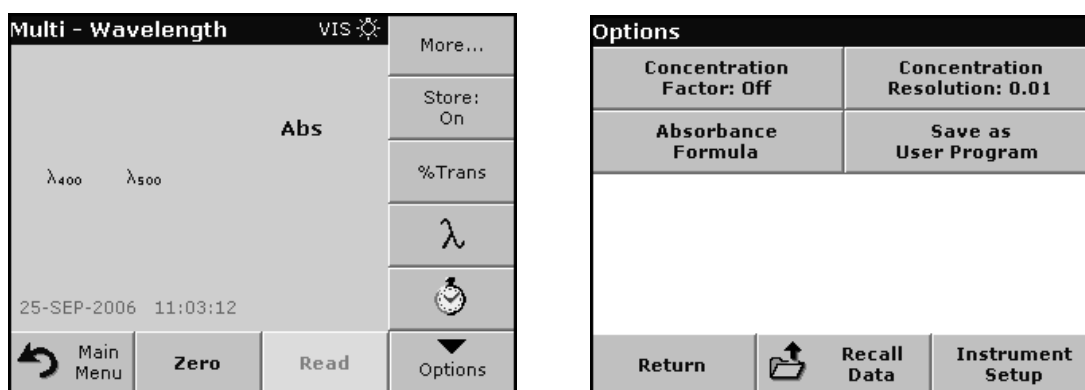 Multi - Wavelength VIS
More...
Store:
On
Abs
%Trans
λ400 λ500
λ
25-SEP-2006 11:03:12
Main
Menu
Zero
Read
Options
Options
Concentration
Factor: Off
Concentration
Resolution: 0.01
Absorbance
Formula
Save as
User Program
Return
Recall
Data
Instrument
Setup